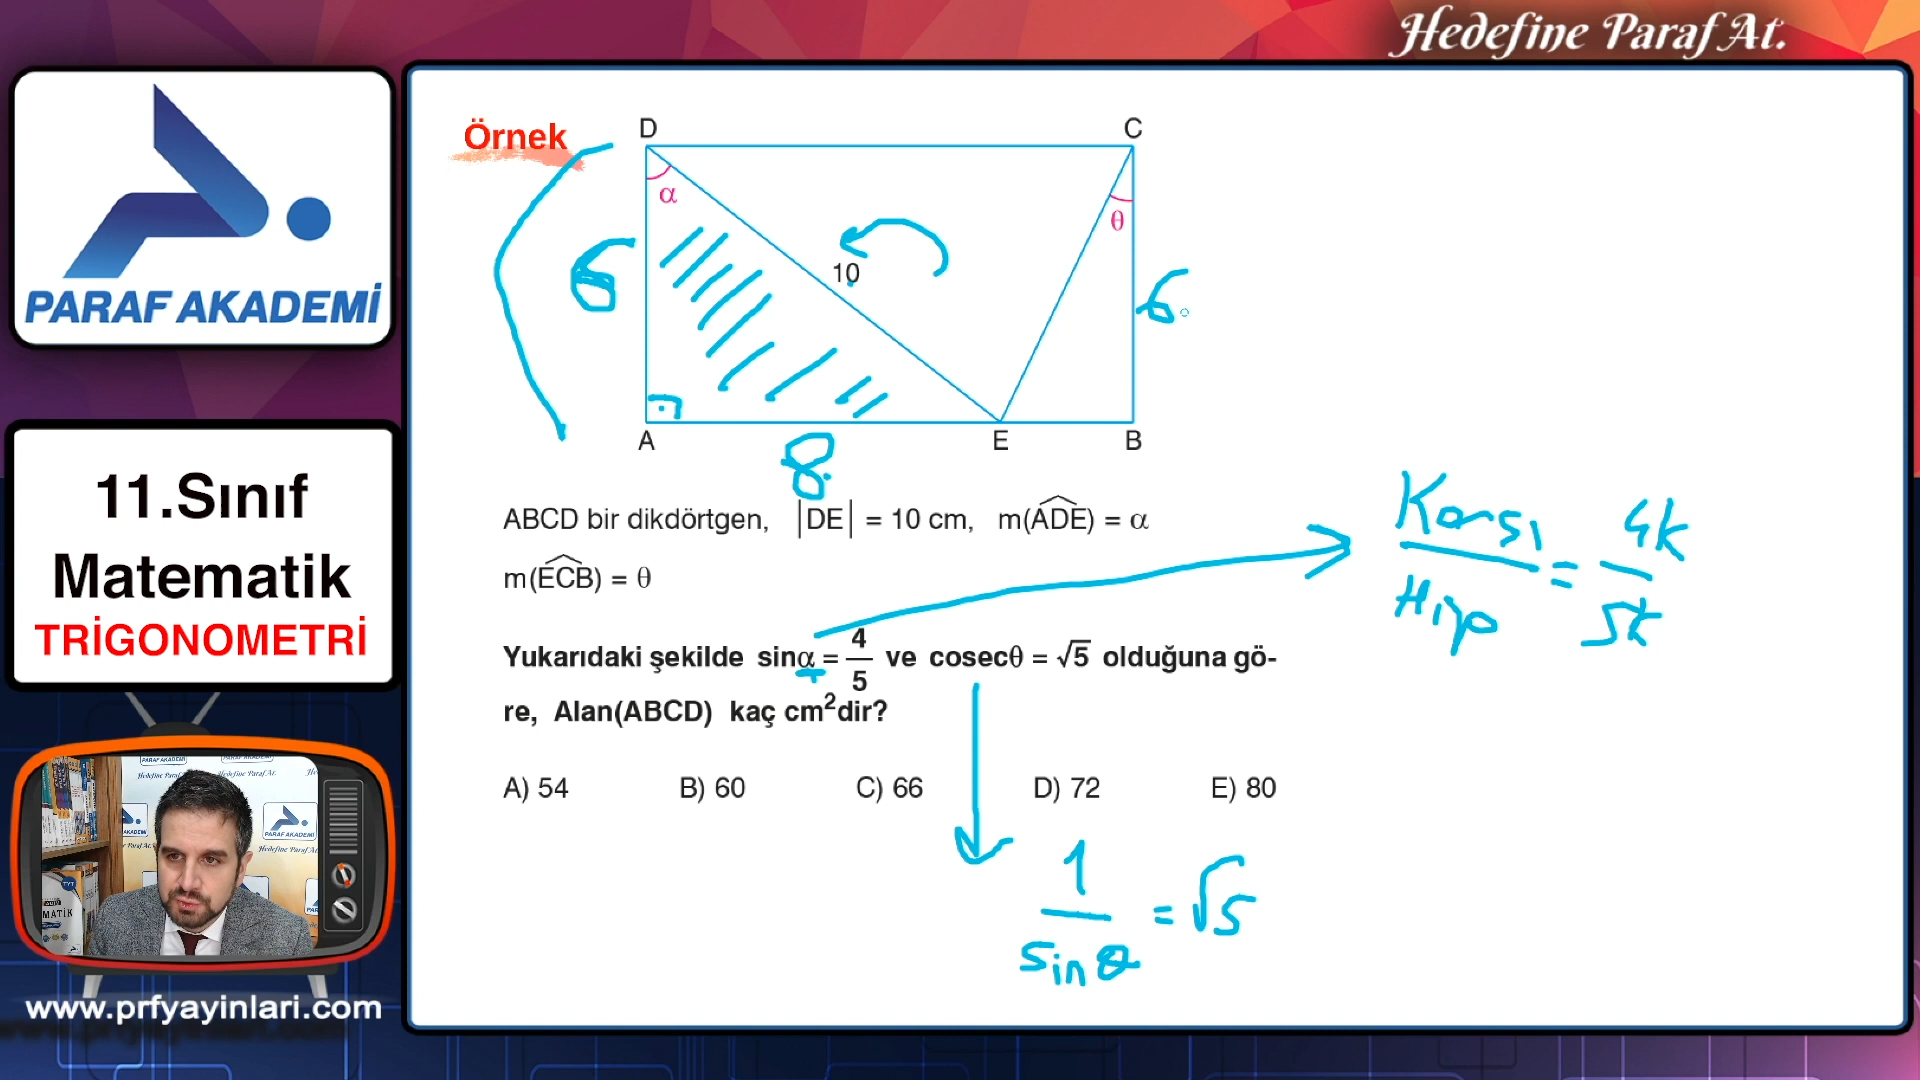 Hedefine Paraf At.
PARAF AKADEMİ
11.Sınıf
Matematik
TRİGONOMETRİ
www.prfyayinlari.com
Örnek
D
C
α
θ
10
6
6
A
E
B
8
ABCD bir dikdörtgen, |DE| = 10 cm, m(ADE) = α
m(ECB) = θ
Yukarıdaki şekilde sinα = 4/5 ve cosecθ = √5 olduğuna gö-
re, Alan(ABCD) kaç cm²dir?
A) 54 B) 60 C) 66 D) 72 E) 80
Karşı/Hip = 4k/5k
1/sinθ = √5